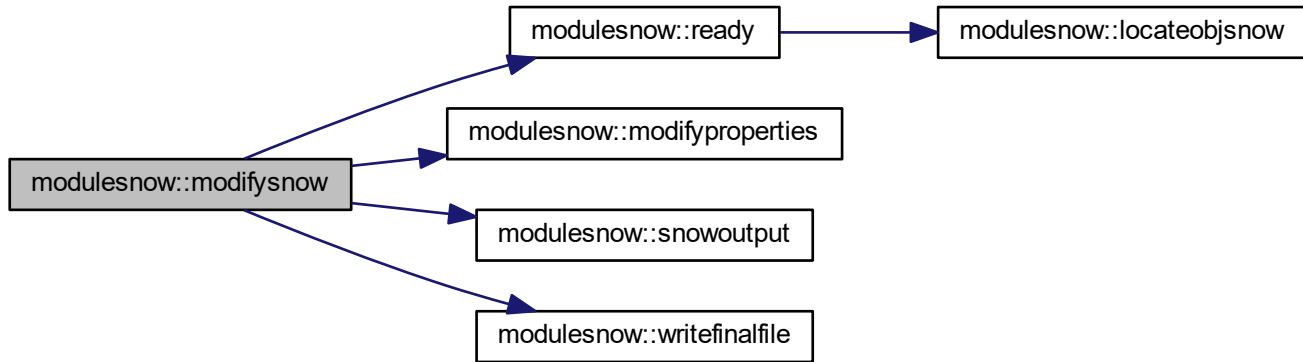 modulesnow::ready
modulesnow::locateobjsnow
modulesnow::modifyproperties
modulesnow::modifysnow
modulesnow::snowoutput
modulesnow::writefinalfile